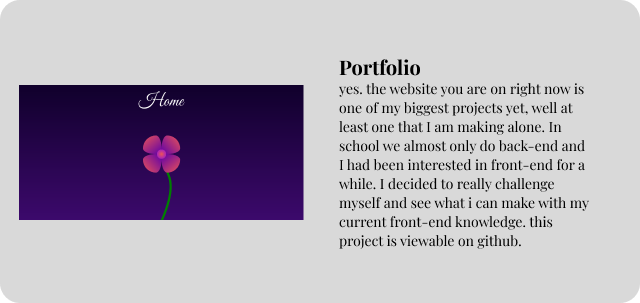 Home
Portfolio
yes. the website you are on right now is
one of my biggest projects yet, well at
least one that I am making alone. In
school we almost only do back-end and
I had been interested in front-end for a
while. I decided to really challenge
myself and see what i can make with my
current front-end knowledge. this
project is viewable on github.